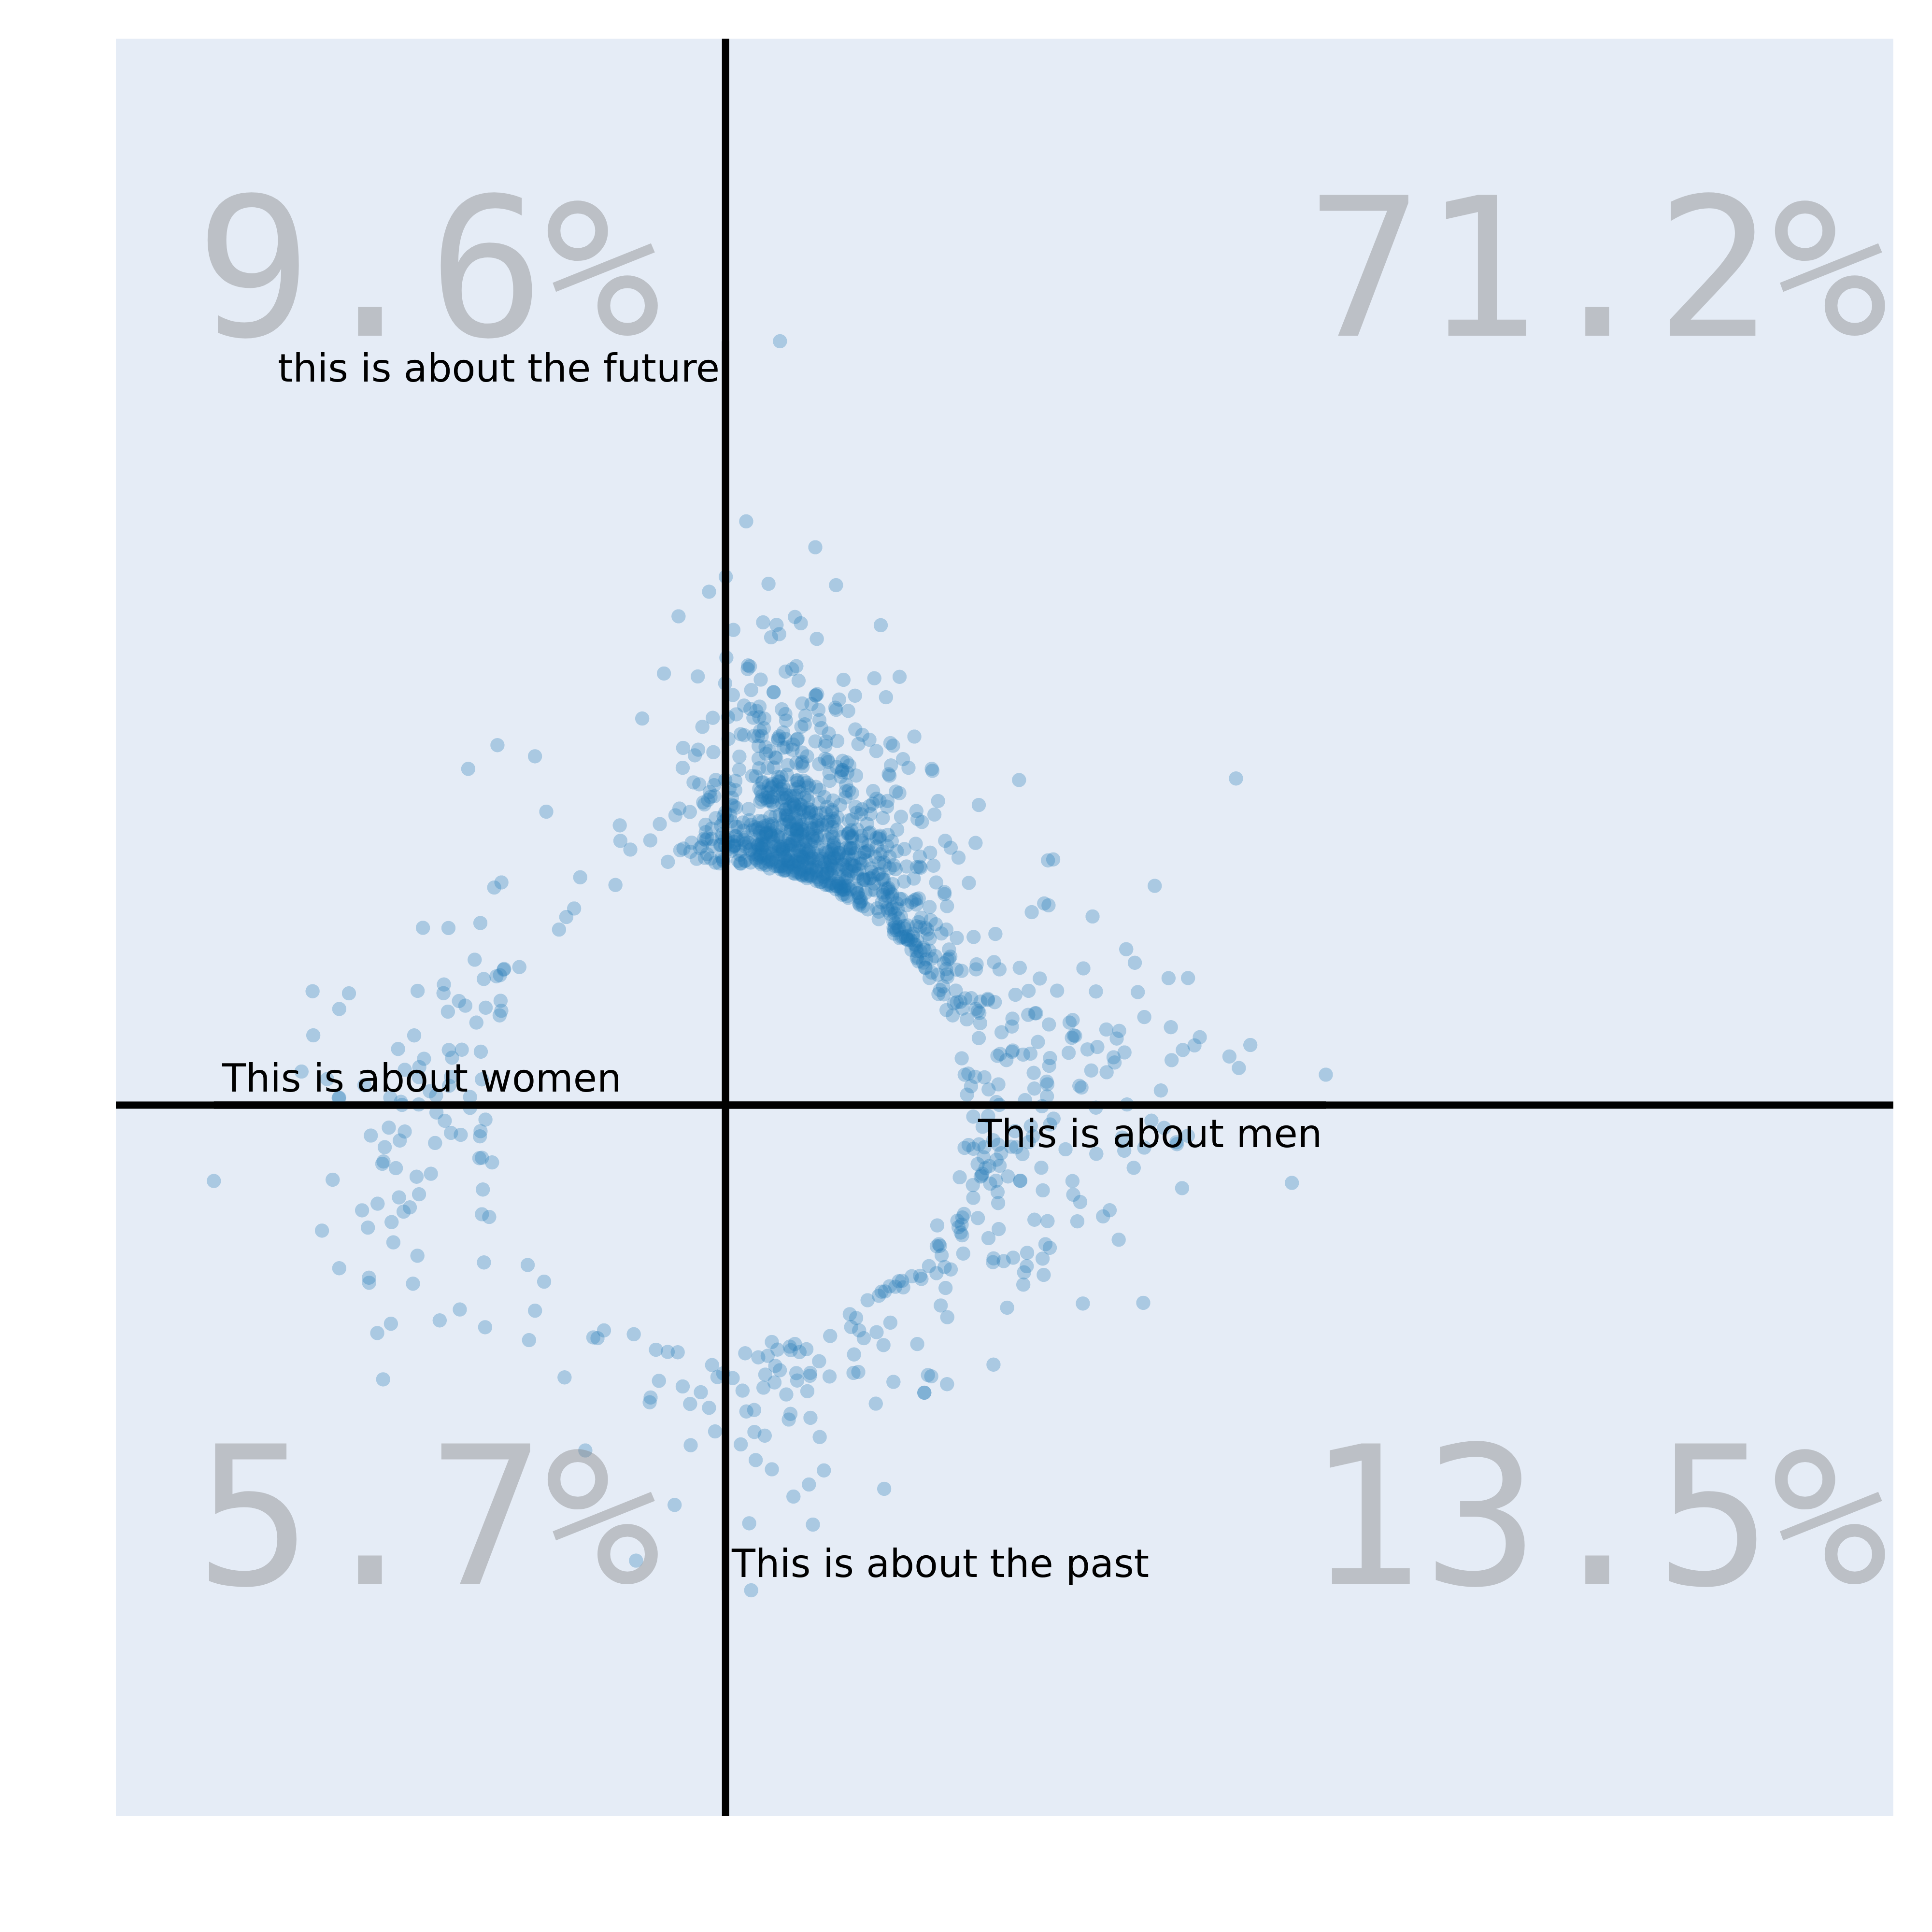 9.6%
71.2%
this is about the future
This is about women
This is about men
5.7%
13.5%
This is about the past